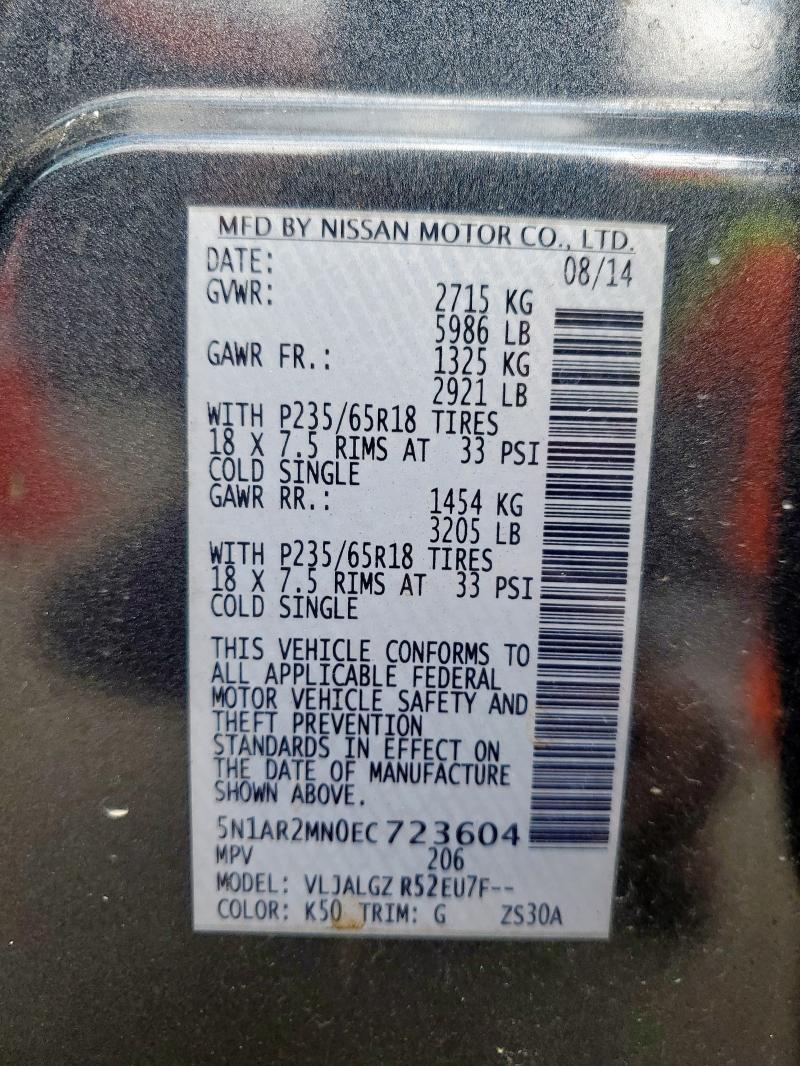 MFD BY NISSAN MOTOR CO., LTD.
DATE: 08/14
GVWR: 2715 KG
5986 LB
GAWR FR.: 1325 KG
2921 LB
WITH P235/65R18 TIRES
18 X 7.5 RIMS AT 33 PSI
COLD SINGLE
GAWR RR.: 1454 KG
3205 LB
WITH P235/65R18 TIRES
18 X 7.5 RIMS AT 33 PSI
COLD SINGLE
THIS VEHICLE CONFORMS TO
ALL APPLICABLE FEDERAL
MOTOR VEHICLE SAFETY AND
THEFT PREVENTION
STANDARDS IN EFFECT ON
THE DATE OF MANUFACTURE
SHOWN ABOVE.
5N1AR2MN0EC723604
MPV 206
MODEL: VLJALGZ R52EU7F--
COLOR: K50 TRIM: G ZS30A